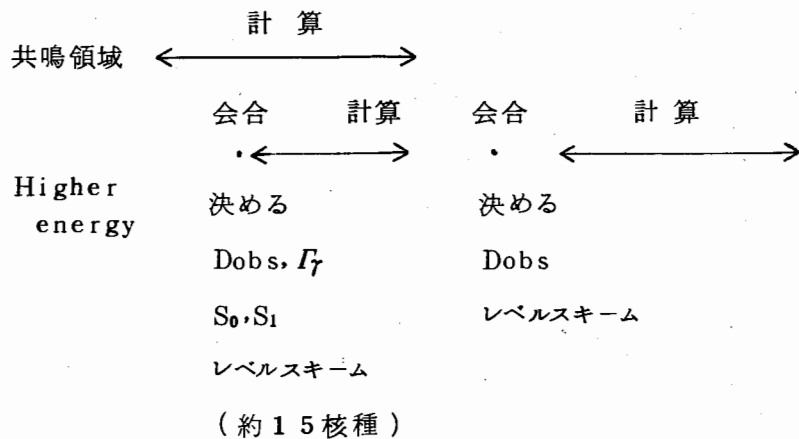 計 算
共鳴領域
会合 計算 会合 計 算
Higher energy
決める 決める
Dobs, Γγ Dobs
S₀, S₁ レベルスキーム
レベルスキーム
(約15核種)